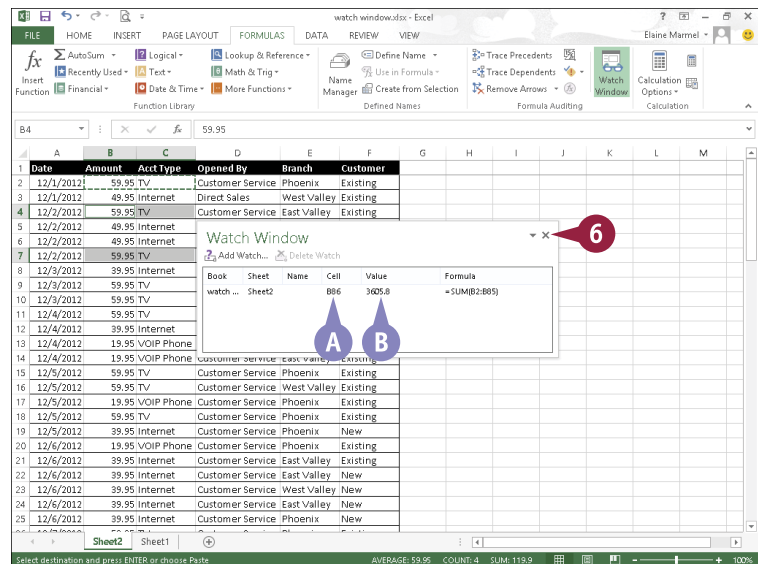 watch window.xlsx - Excel
FILE HOME INSERT PAGE LAYOUT FORMULAS DATA REVIEW VIEW Elaine Marmel
fx Insert Function
Σ AutoSum
Recently Used
Financial
Logical
Text
Date & Time
Lookup & Reference
Math & Trig
More Functions
Function Library
Name Manager
Define Name
Use in Formula
Create from Selection
Defined Names
Trace Precedents
Trace Dependents
Remove Arrows
Formula Auditing
Watch Window
Calculation Options
Calculation
B4 fx 59.95
A B C D E F G H I J K L M
1 Date Amount Acct Type Opened By Branch Customer
2 12/1/2012 59.95 TV Customer Service Phoenix Existing
3 12/1/2012 49.95 Internet Direct Sales West Valley Existing
4 12/2/2012 59.95 TV Customer Service East Valley Existing
5 12/2/2012 49.95 Internet
6 12/2/2012 49.95 Internet
7 12/2/2012 59.95 TV
8 12/3/2012 39.95 Internet
9 12/3/2012 59.95 TV
10 12/3/2012 59.95 TV
11 12/4/2012 59.95 TV
12 12/4/2012 39.95 Internet
13 12/4/2012 19.95 VOIP Phone
14 12/4/2012 19.95 VOIP Phone Customer Service East Valley Existing
15 12/5/2012 59.95 TV Customer Service Phoenix Existing
16 12/5/2012 59.95 TV Customer Service West Valley Existing
17 12/5/2012 19.95 VOIP Phone Customer Service Phoenix Existing
18 12/5/2012 59.95 TV Customer Service Phoenix Existing
19 12/6/2012 39.95 Internet Customer Service Phoenix New
20 12/6/2012 19.95 VOIP Phone Customer Service Phoenix Existing
21 12/6/2012 39.95 Internet Customer Service East Valley Existing
22 12/6/2012 39.95 Internet Customer Service East Valley New
23 12/6/2012 39.95 Internet Customer Service West Valley New
24 12/6/2012 39.95 Internet Customer Service East Valley New
25 12/6/2012 39.95 Internet Customer Service Phoenix New
Watch Window
6
Add Watch... Delete Watch
Book Sheet Name Cell Value Formula
watch ... Sheet2 B86 3605.8 =SUM(B2:B85)
A B
Sheet2 Sheet1
Select destination and press ENTER or choose Paste AVERAGE: 59.95 COUNT: 4 SUM: 119.9 100%